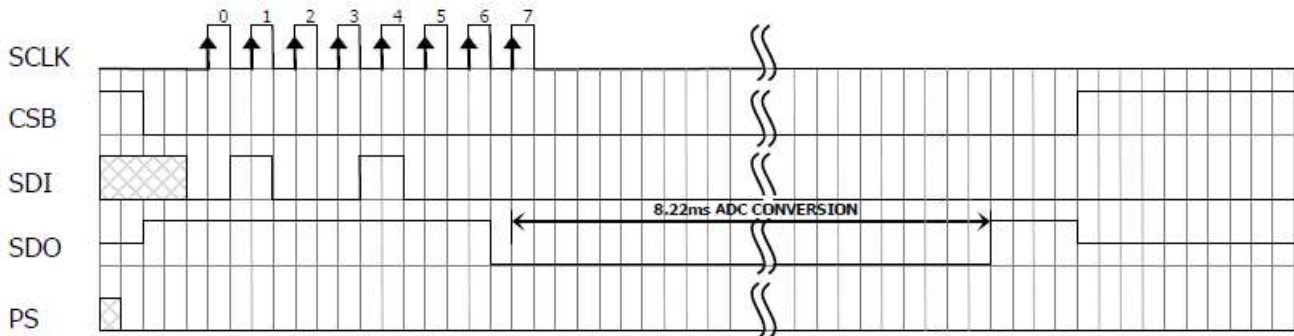 0 1 2 3 4 5 6 7
SCLK
CSB
SDI
8.22ms ADC CONVERSION
SDO
PS